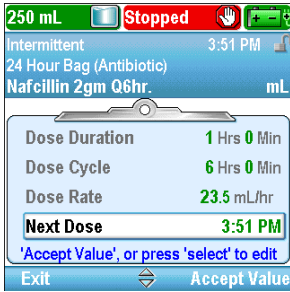 250 mL Stopped
Intermittent 3:51 PM
24 Hour Bag (Antibiotic)
Nafcillin 2gm Q6hr. mL
Dose Duration 1 Hrs 0 Min
Dose Cycle 6 Hrs 0 Min
Dose Rate 23.5 mL/hr
Next Dose 3:51 PM
'Accept Value', or press 'select' to edit
Exit Accept Value